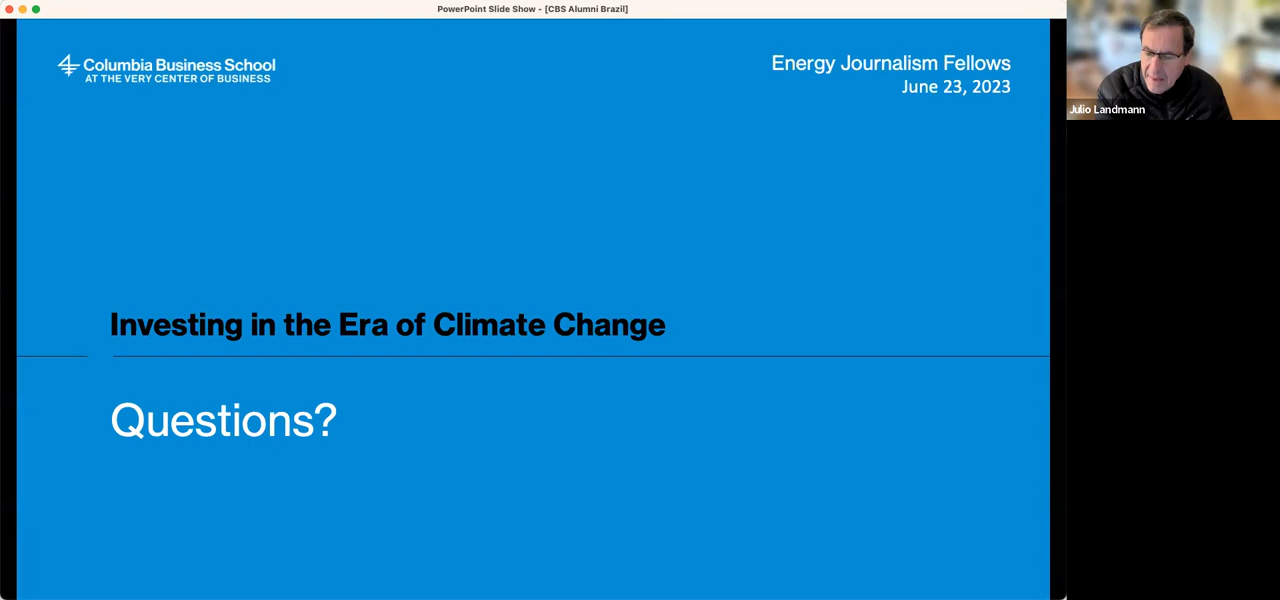 PowerPoint Slide Show - [CBS Alumni Brazil]
Columbia Business School
AT THE VERY CENTER OF BUSINESS
Energy Journalism Fellows
June 23, 2023
Julio Landmann
Investing in the Era of Climate Change
Questions?